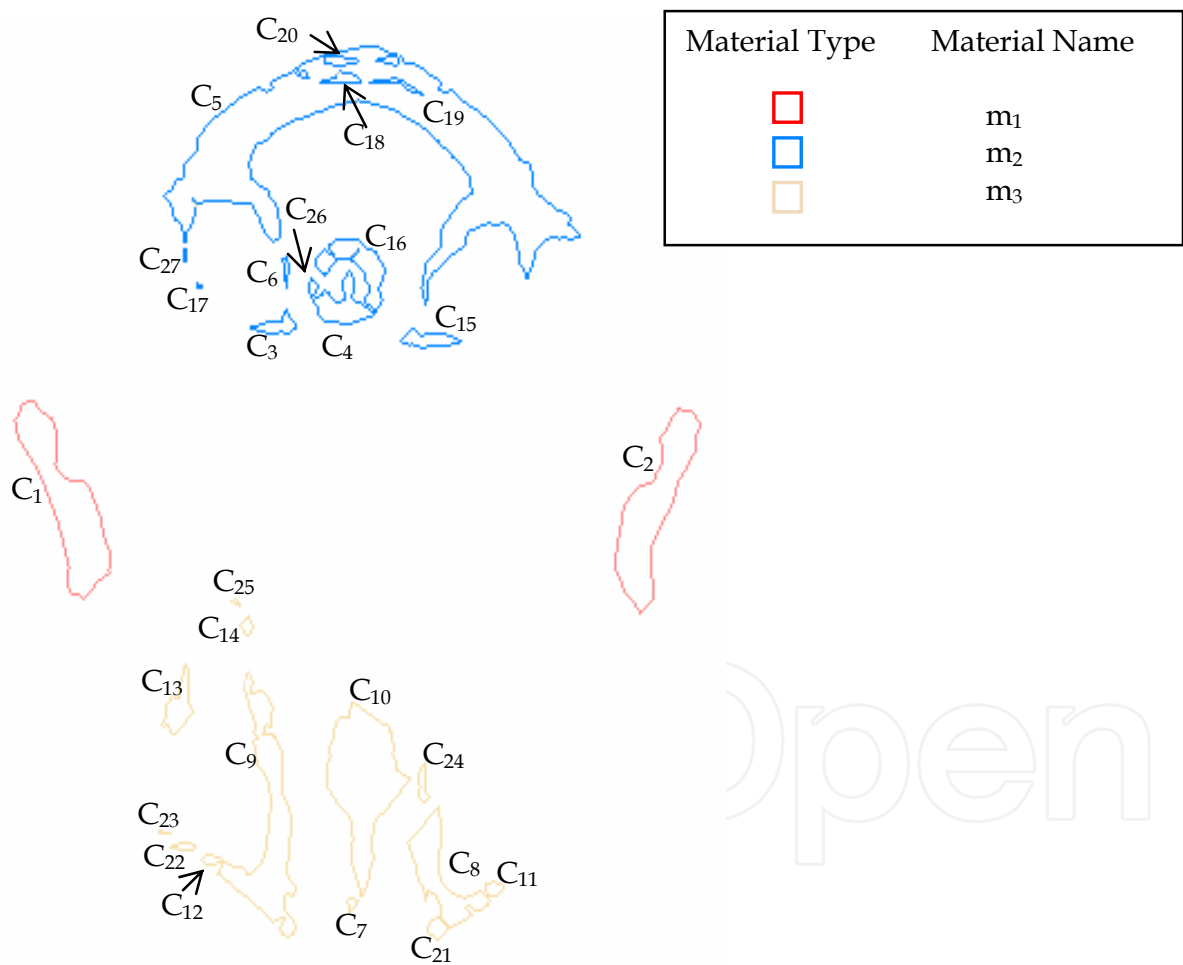 C₂₀
Material Type Material Name
C₅
C₁₉
m₁
C₁₈
m₂
m₃
C₂₆
C₁₆
C₂₇
C₆
C₁₇
C₁₅
C₃
C₄
C₂
C₁
C₂₅
C₁₄
C₁₃
C₁₀
C₉
C₂₄
Open
C₂₃
C₂₂
C₈
C₁₁
C₁₂
C₇
C₂₁